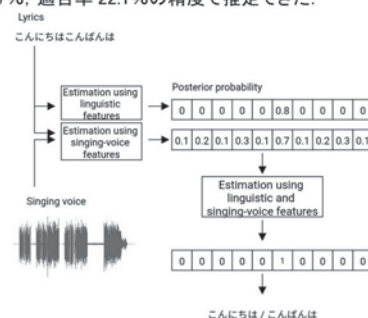 %, 適合率 22.1%の精度で推定できた.
Lyrics
こんにちはこんばんは
Estimation using
linguistic
features
Estimation using
singing-voice
features
Posterior probability
0 0 0 0 0 0.8 0 0 0 0
0.1 0.2 0.1 0.3 0.1 0.7 0.1 0.2 0.3 0.1
Singing voice
Estimation using
linguistic and
singing-voice features
0 0 0 0 0 1 0 0 0 0
こんにちは / こんばんは